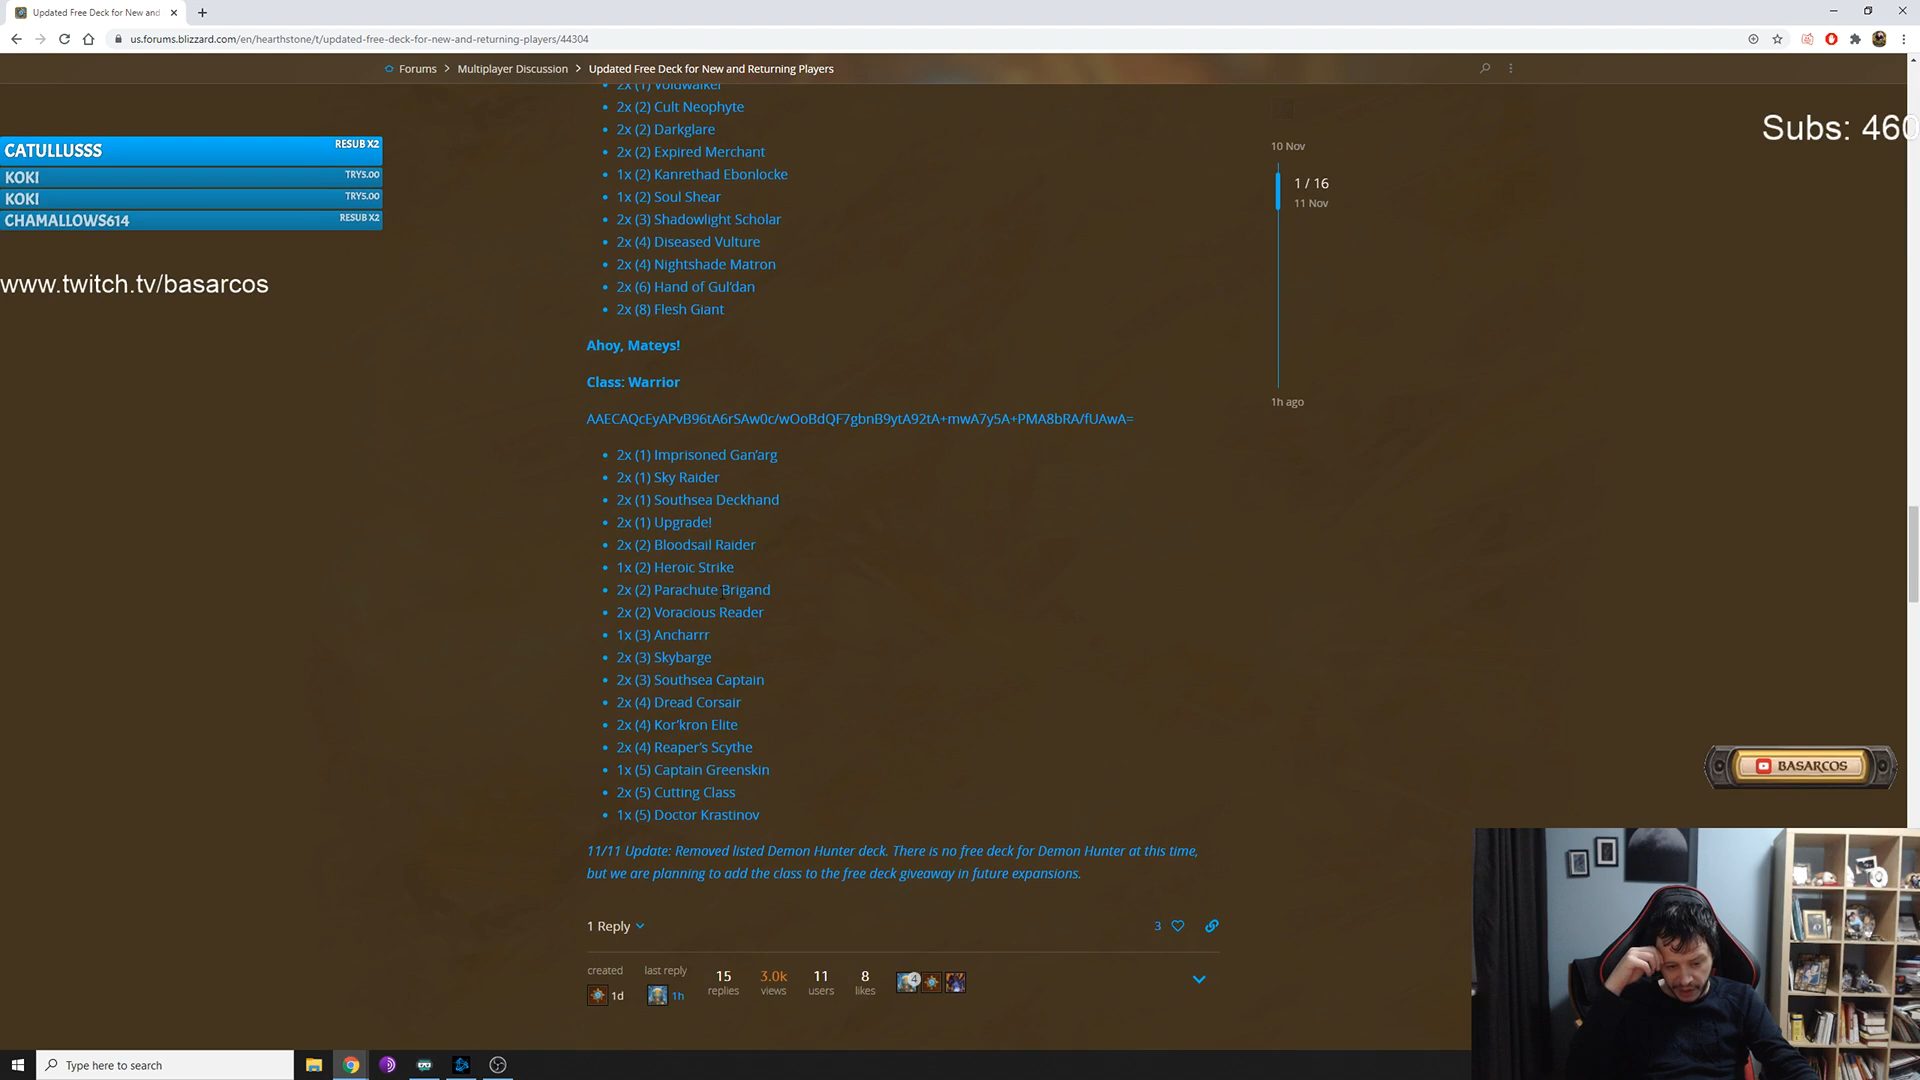 Updated Free Deck for New and
us.forums.blizzard.com/en/hearthstone/t/updated-free-deck-for-new-and-returning-players/44304
Forums > Multiplayer Discussion > Updated Free Deck for New and Returning Players
2x (1) Voidwalker
2x (2) Cult Neophyte
2x (2) Darkglare
2x (2) Expired Merchant
1x (2) Kanrethad Ebonlocke
1x (2) Soul Shear
2x (3) Shadowlight Scholar
2x (4) Diseased Vulture
2x (4) Nightshade Matron
2x (6) Hand of Gul'dan
2x (8) Flesh Giant
Ahoy, Mateys!
Class: Warrior
AAECAQcEyAPvB96tA6rSAw0c/wOoBdQF7gbnB9ytA92tA+mwA7y5A+PMA8bRA/fUAwA=
2x (1) Imprisoned Gan'arg
2x (1) Sky Raider
2x (1) Southsea Deckhand
2x (1) Upgrade!
2x (2) Bloodsail Raider
1x (2) Heroic Strike
2x (2) Parachute Brigand
2x (2) Voracious Reader
1x (3) Ancharrr
2x (3) Skybarge
2x (3) Southsea Captain
2x (4) Dread Corsair
2x (4) Kor'kron Elite
2x (4) Reaper's Scythe
1x (5) Captain Greenskin
2x (5) Cutting Class
1x (5) Doctor Krastinov
11/11 Update: Removed listed Demon Hunter deck. There is no free deck for Demon Hunter at this time,
but we are planning to add the class to the free deck giveaway in future expansions.
1 Reply
3
created
last reply
15
3.0k
11
8
4
1d
1h
replies
views
users
likes
10 Nov
1 / 16
11 Nov
1h ago
CATULLUSSS RESUB X2
KOKI TRY5.00
KOKI TRY5.00
CHAMALLOWS614 RESUB X2
www.twitch.tv/basarcos
Subs: 460
BASARCOS
Type here to search